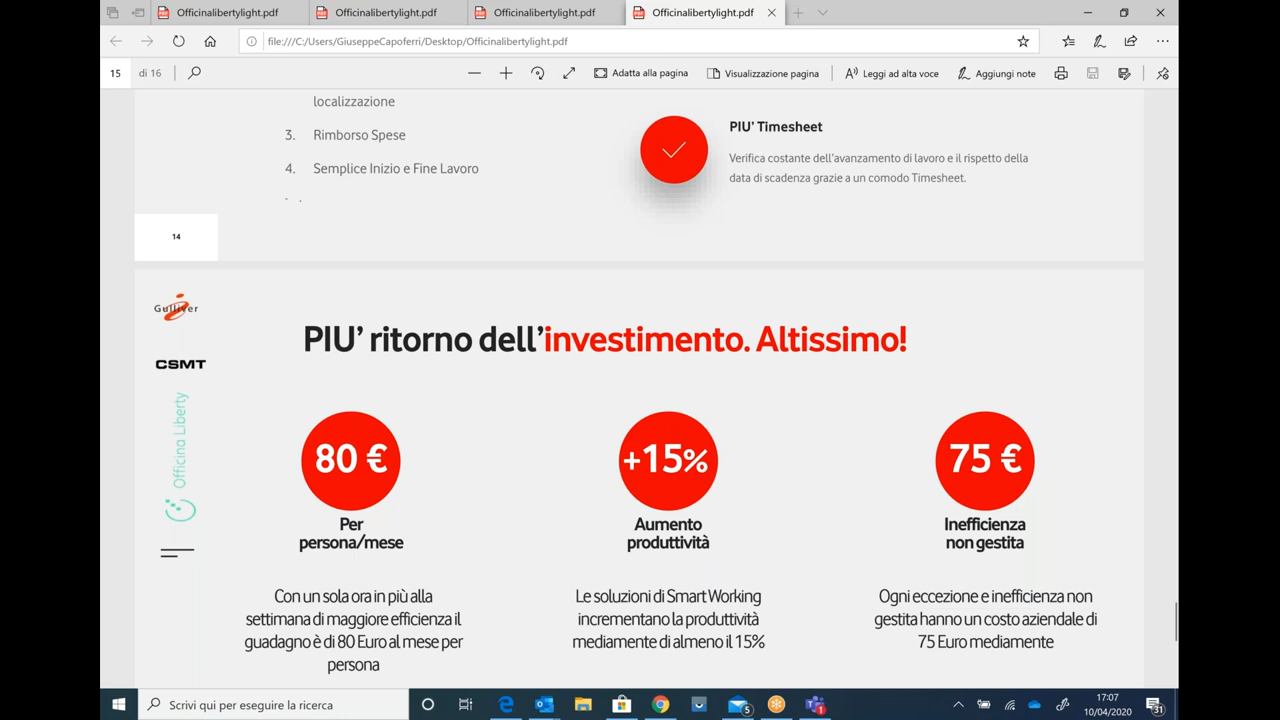 Officinalibertylight.pdf
Officinalibertylight.pdf
Officinalibertylight.pdf
Officinalibertylight.pdf
file:///C:/Users/GiuseppeCapoferri/Desktop/Officinalibertylight.pdf
15 di 16
Adatta alla pagina
Visualizzazione pagina
Leggi ad alta voce
Aggiungi note
localizzazione
3. Rimborso Spese
4. Semplice Inizio e Fine Lavoro
PIU’ Timesheet
Verifica costante dell’avanzamento di lavoro e il rispetto della
data di scadenza grazie a un comodo Timesheet.
14
Gulliver
CSMT
Officina Liberty
PIU’ ritorno dell’investimento. Altissimo!
80 €
Per
persona/mese
Con un sola ora in più alla
settimana di maggiore efficienza il
guadagno è di 80 Euro al mese per
persona
+15%
Aumento
produttività
Le soluzioni di Smart Working
incrementano la produttività
mediamente di almeno il 15%
75 €
Inefficienza
non gestita
Ogni eccezione e inefficienza non
gestita hanno un costo aziendale di
75 Euro mediamente
Scrivi qui per eseguire la ricerca
5
1
17:07
10/04/2020
31